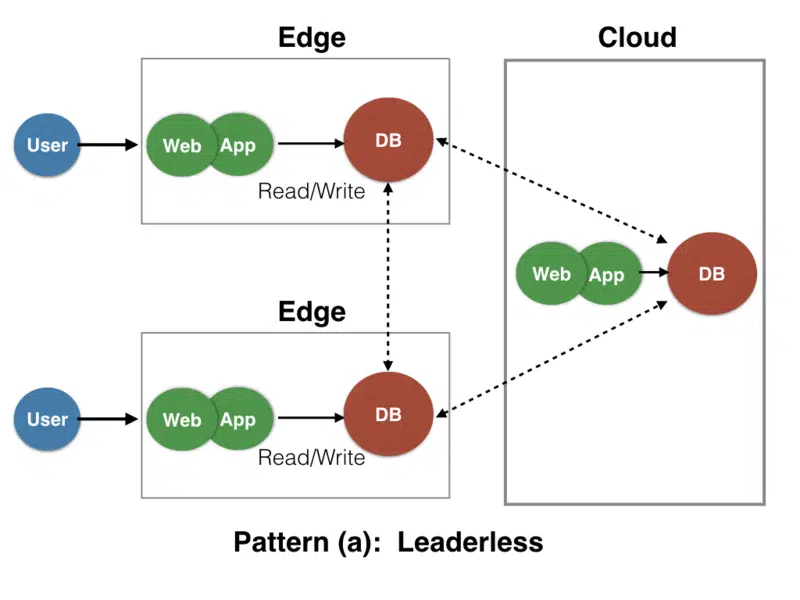 Edge
Cloud
User
Web
App
DB
Read/Write
Web
App
DB
Edge
User
Web
App
DB
Read/Write
Pattern (a): Leaderless